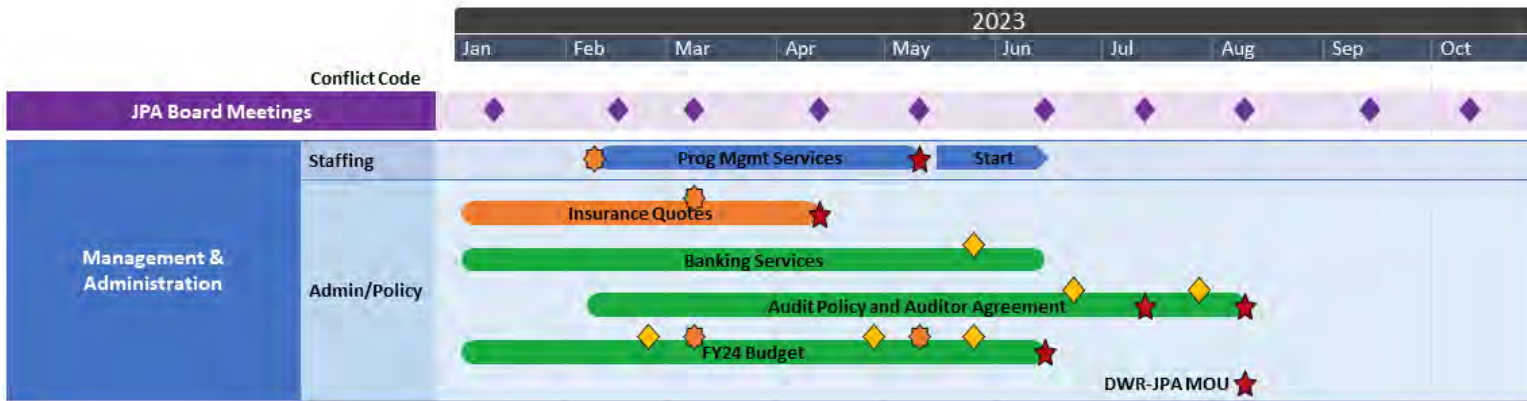 2023
Jan Feb Mar Apr May Jun Jul Aug Sep Oct
Conflict Code
JPA Board Meetings
Staffing
Prog Mgmt Services
Start
Insurance Quotes
Management &
Administration
Banking Services
Admin/Policy
Audit Policy and Auditor Agreement
FY24 Budget
DWR-JPA MOU